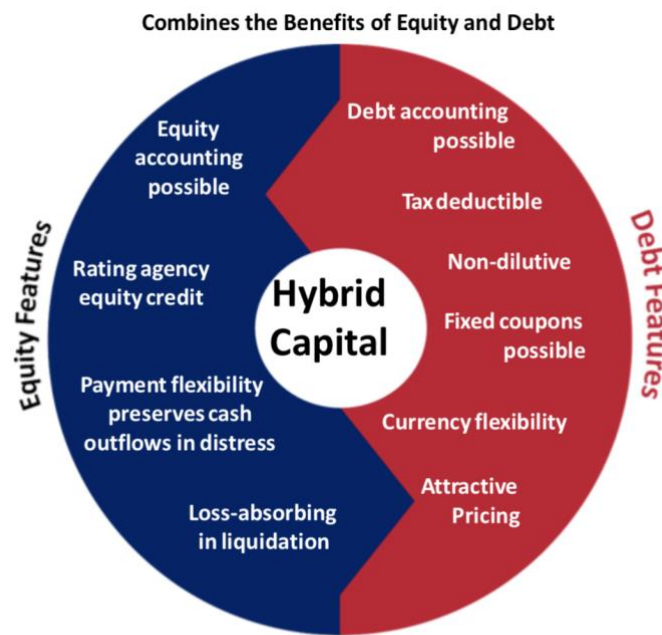 Combines the Benefits of Equity and Debt
Equity
accounting
possible
Rating agency
equity credit
Payment flexibility
preserves cash
outflows in distress
Loss-absorbing
in liquidation
Equity Features
Hybrid
Capital
Debt accounting
possible
Tax deductible
Non-dilutive
Fixed coupons
possible
Currency flexibility
Attractive
Pricing
Debt Features